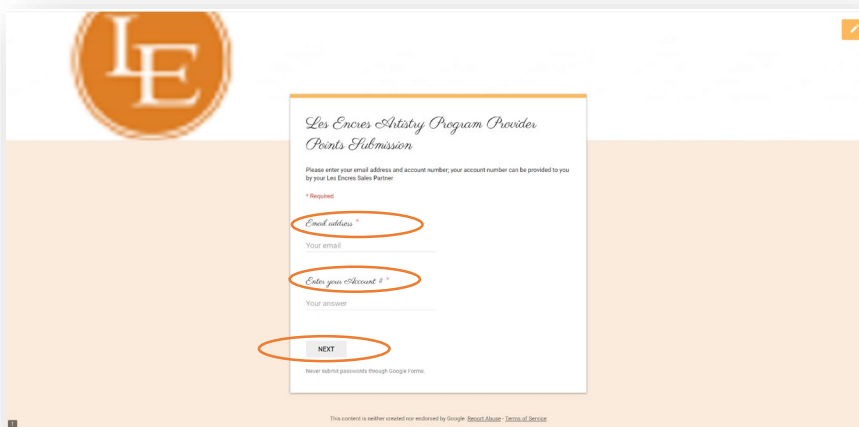 LE
Les Encres Artistry Program Provider
Points Submission
Please enter your email address and account number; your account number can be provided to you
by your Les Encres Sales Partner
* Required
Email address *
Your email
Enter your Account # *
Your answer
NEXT
Never submit passwords through Google Forms.
This content is neither created nor endorsed by Google. Report Abuse - Terms of Service
!